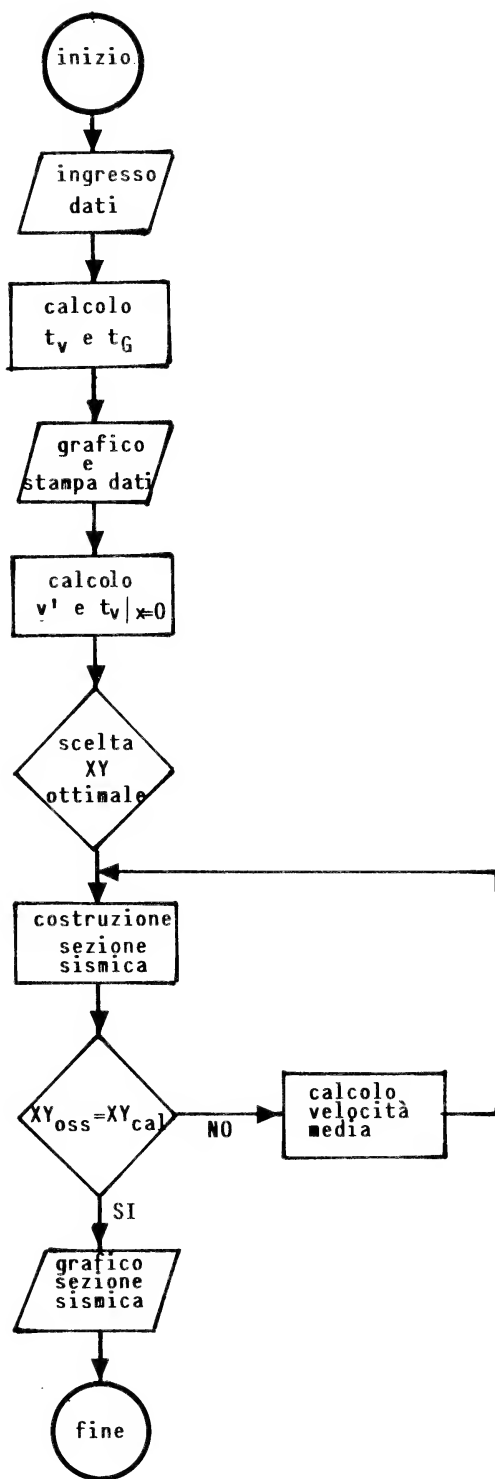 inizio
ingresso
dati
calcolo
t_v e t_G
grafico
e
stampa dati
calcolo
v' e t_v|x=0
scelta
XY
ottimale
costruzione
sezione
sismica
XY_oss=XY_cal
NO
calcolo
velocità
media
SI
grafico
sezione
sismica
fine